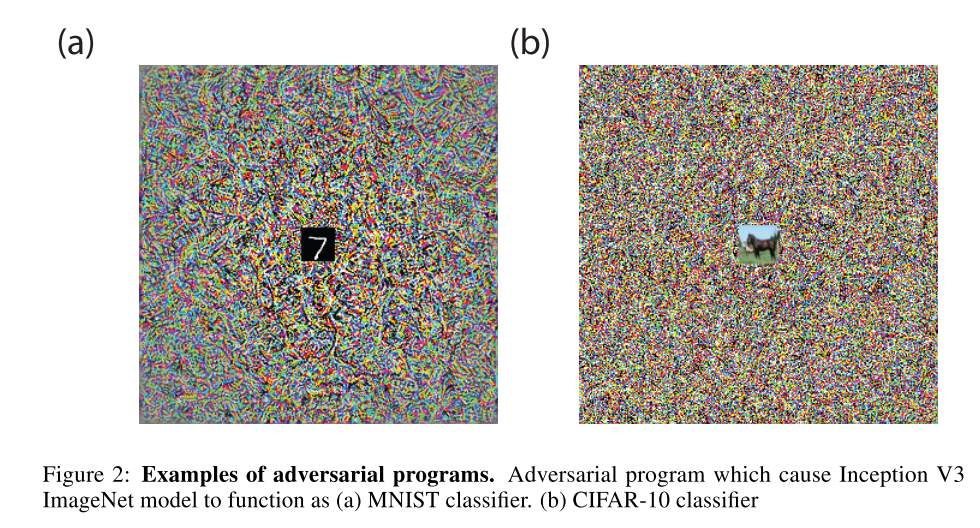 (a)
(b)
7
Figure 2: Examples of adversarial programs. Adversarial program which cause Inception V3
ImageNet model to function as (a) MNIST classifier. (b) CIFAR-10 classifier